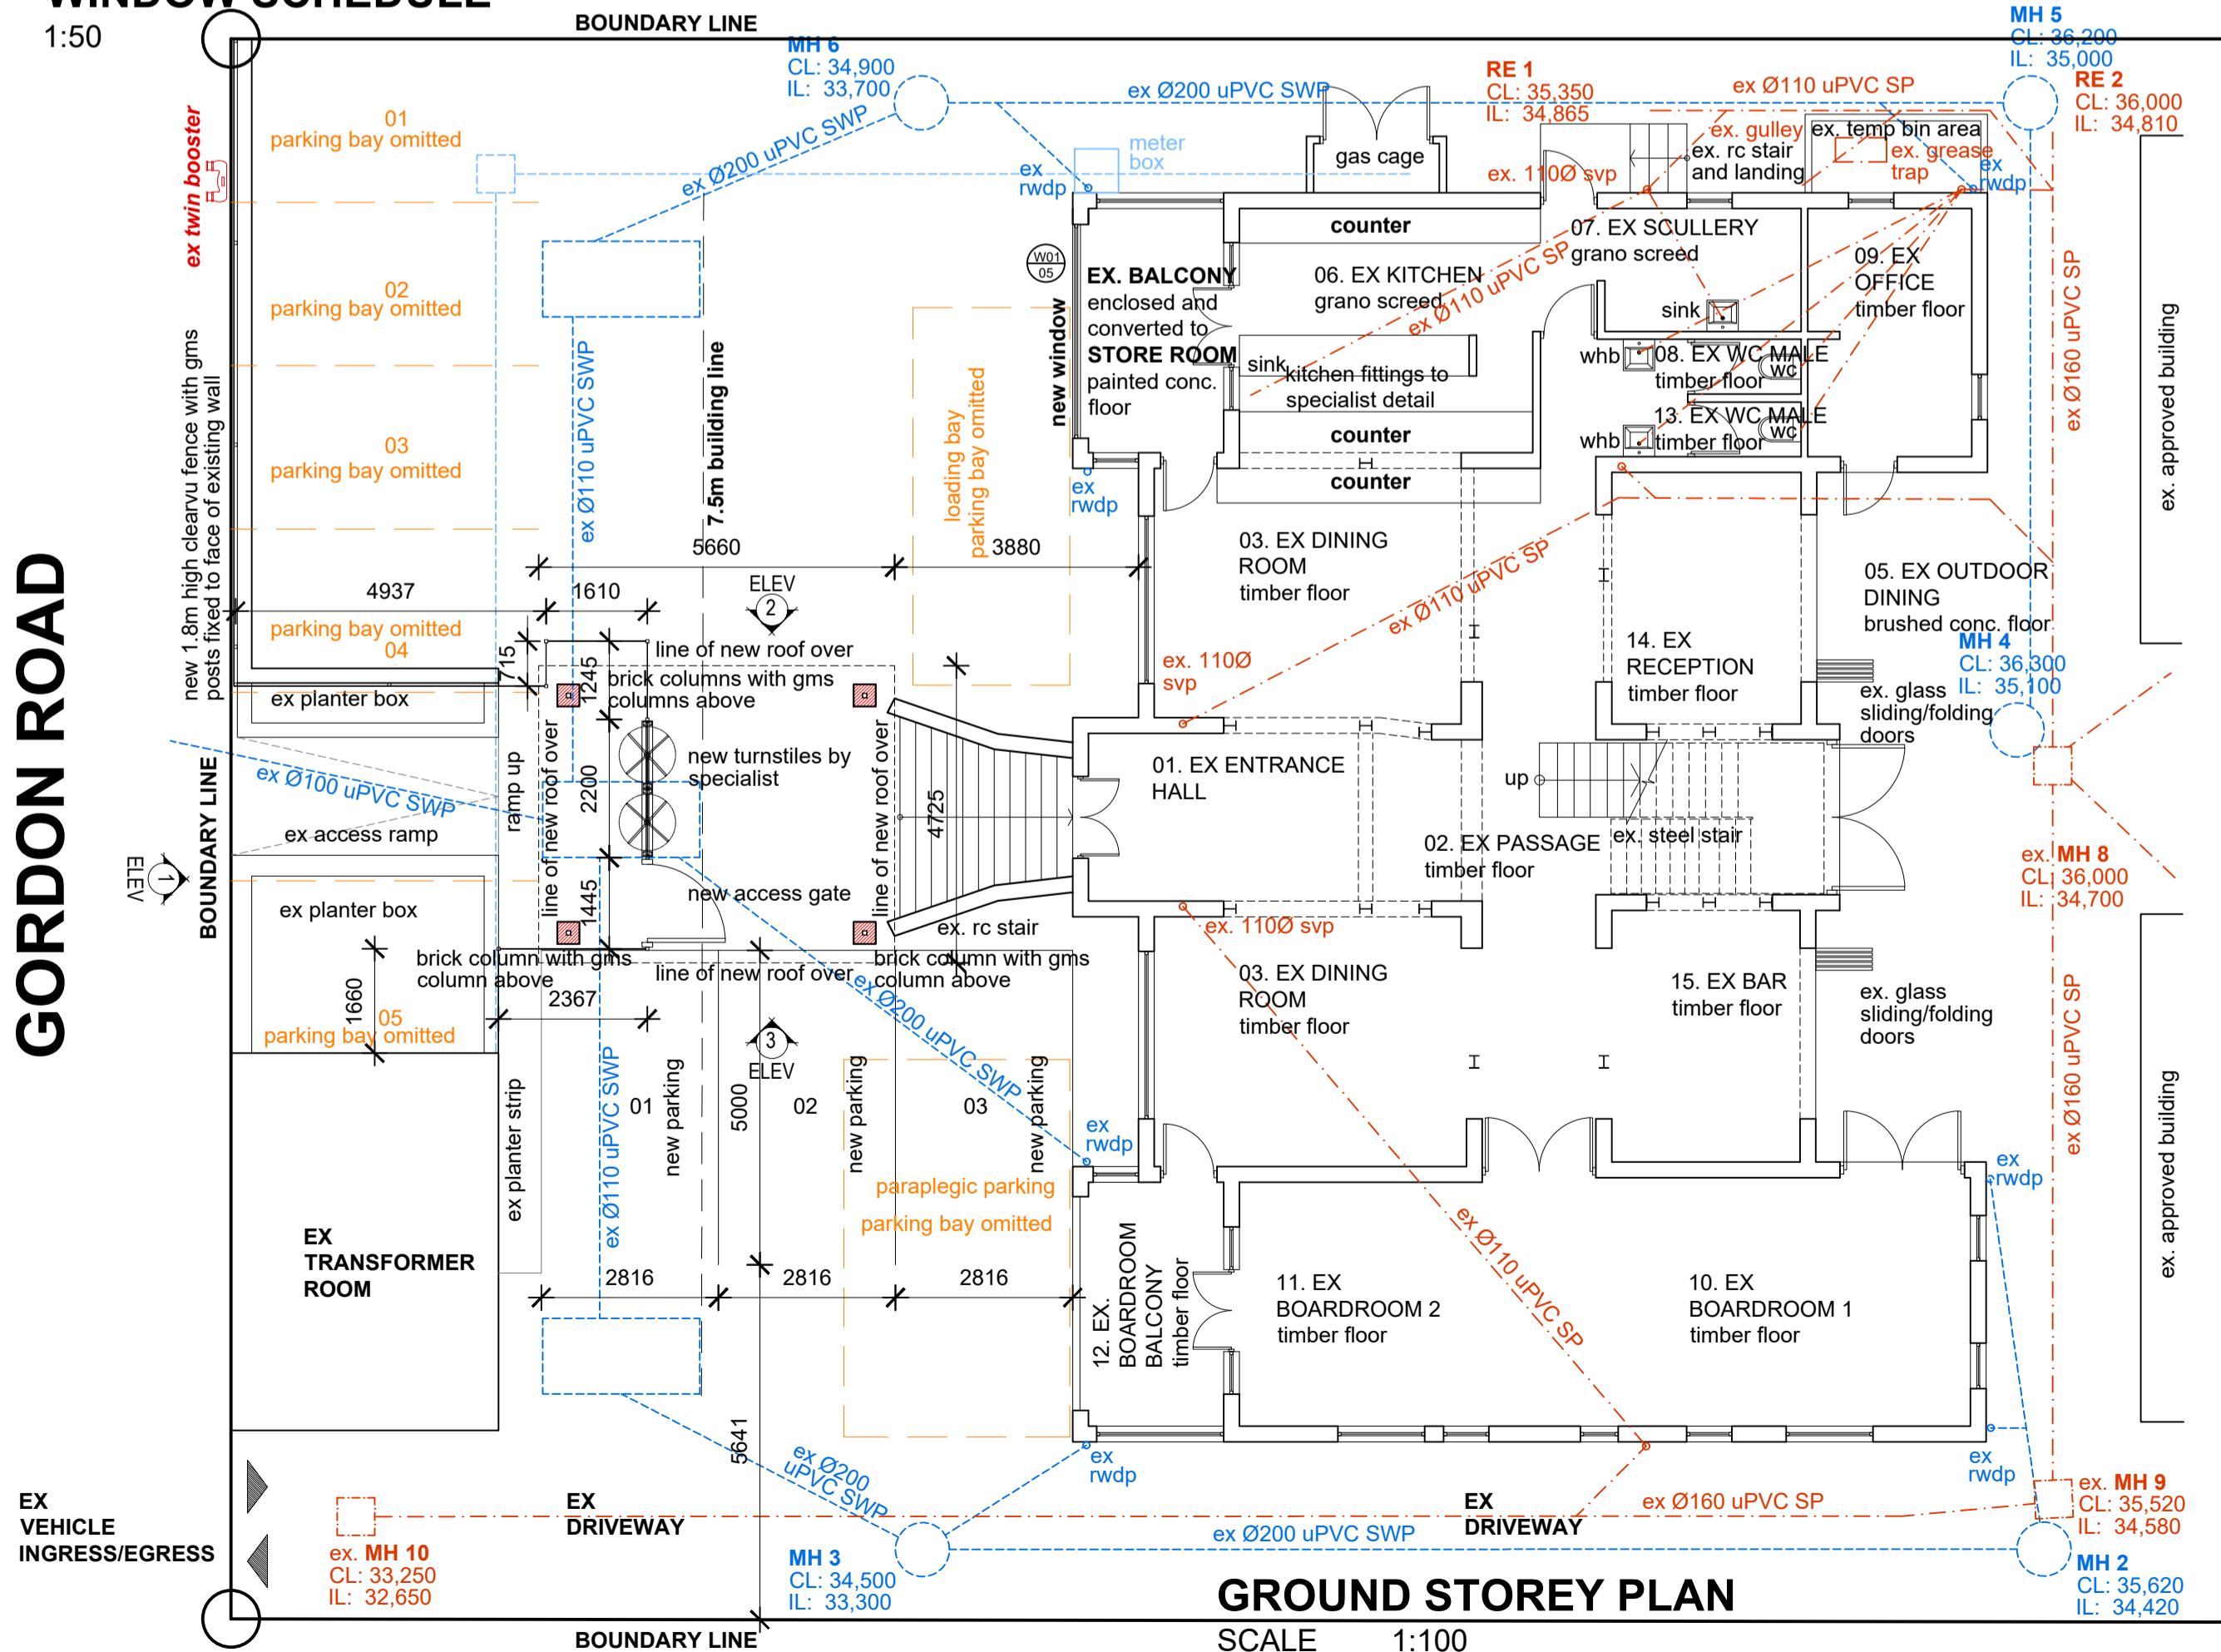 WINDOW SCHEDULE
1:50
BOUNDARY LINE
MH 6
CL: 34,900
IL: 33,700
ex Ø200 uPVC SWP
ex Ø200 uPVC SWP
RE 1
CL: 35,350
IL: 34,865
ex Ø110 uPVC SP
MH 5
CL: 36,200
IL: 35,000
RE 2
CL: 36,000
IL: 34,810
ex twin booster
01
parking bay omitted
02
parking bay omitted
03
parking bay omitted
parking bay omitted
04
meter
box
ex
rwdp
gas cage
ex. 110Ø svp
ex. gulley
ex. rc stair
and landing
ex. temp bin area
ex. grease
trap
ex
rwdp
counter
07. EX SCULLERY
grano screed
09. EX
OFFICE
timber floor
W01
05
new window
EX. BALCONY
enclosed and
converted to
STORE ROOM
painted conc.
floor
06. EX KITCHEN
grano screed
ex Ø110 uPVC SP
sink
sink
kitchen fittings to
specialist detail
whb
08. EX WC MALE
timber floor
wc
whb
13. EX WC MALE
timber floor
wc
counter
counter
ex Ø160 uPVC SP
ex. approved building
new 1.8m high clearvu fence with gms
posts fixed to face of existing wall
ex Ø110 uPVC SWP
7.5m building line
loading bay
parking bay omitted
ex
rwdp
5660
3880
4937
1610
ELEV
2
715
1245
line of new roof over
brick columns with gms
columns above
03. EX DINING
ROOM
timber floor
ex Ø110 uPVC SP
05. EX OUTDOOR
DINING
brushed conc. floor
14. EX
RECEPTION
timber floor
MH 4
CL: 36,300
IL: 35,100
ex. 110Ø
svp
ex. glass
sliding/folding
doors
GORDON ROAD
ex planter box
ex Ø100 uPVC SWP
ex access ramp
ramp up
line of new roof over
2200
new turnstiles by
specialist
line of new roof over
4725
01. EX ENTRANCE
HALL
up
ex. steel stair
02. EX PASSAGE
timber floor
ex. MH 8
CL: 36,000
IL: 34,700
ELEV
1
BOUNDARY LINE
ex planter box
1445
new access gate
ex. rc stair
ex. 110Ø svp
brick column with gms
column above
line of new roof over
brick column with gms
column above
1660
05
parking bay omitted
2367
ex Ø200 uPVC SWP
03. EX DINING
ROOM
timber floor
15. EX BAR
timber floor
ex. glass
sliding/folding
doors
ex Ø160 uPVC SP
ex. approved building
3
ELEV
ex planter strip
ex Ø110 uPVC SWP
01
new parking
5000
02
new parking
03
new parking
ex
rwdp
paraplegic parking
parking bay omitted
ex
rwdp
EX
TRANSFORMER
ROOM
2816
2816
2816
12. EX.
BOARDROOM
BALCONY
timber floor
11. EX
BOARDROOM 2
timber floor
ex Ø110 uPVC SP
10. EX
BOARDROOM 1
timber floor
5641
ex Ø200
uPVC SWP
ex
rwdp
ex
rwdp
EX
VEHICLE
INGRESS/EGRESS
ex. MH 10
CL: 33,250
IL: 32,650
EX
DRIVEWAY
MH 3
CL: 34,500
IL: 33,300
ex Ø200 uPVC SWP
EX
DRIVEWAY
ex Ø160 uPVC SP
ex. MH 9
CL: 35,520
IL: 34,580
MH 2
CL: 35,620
IL: 34,420
GROUND STOREY PLAN
SCALE 1:100
BOUNDARY LINE